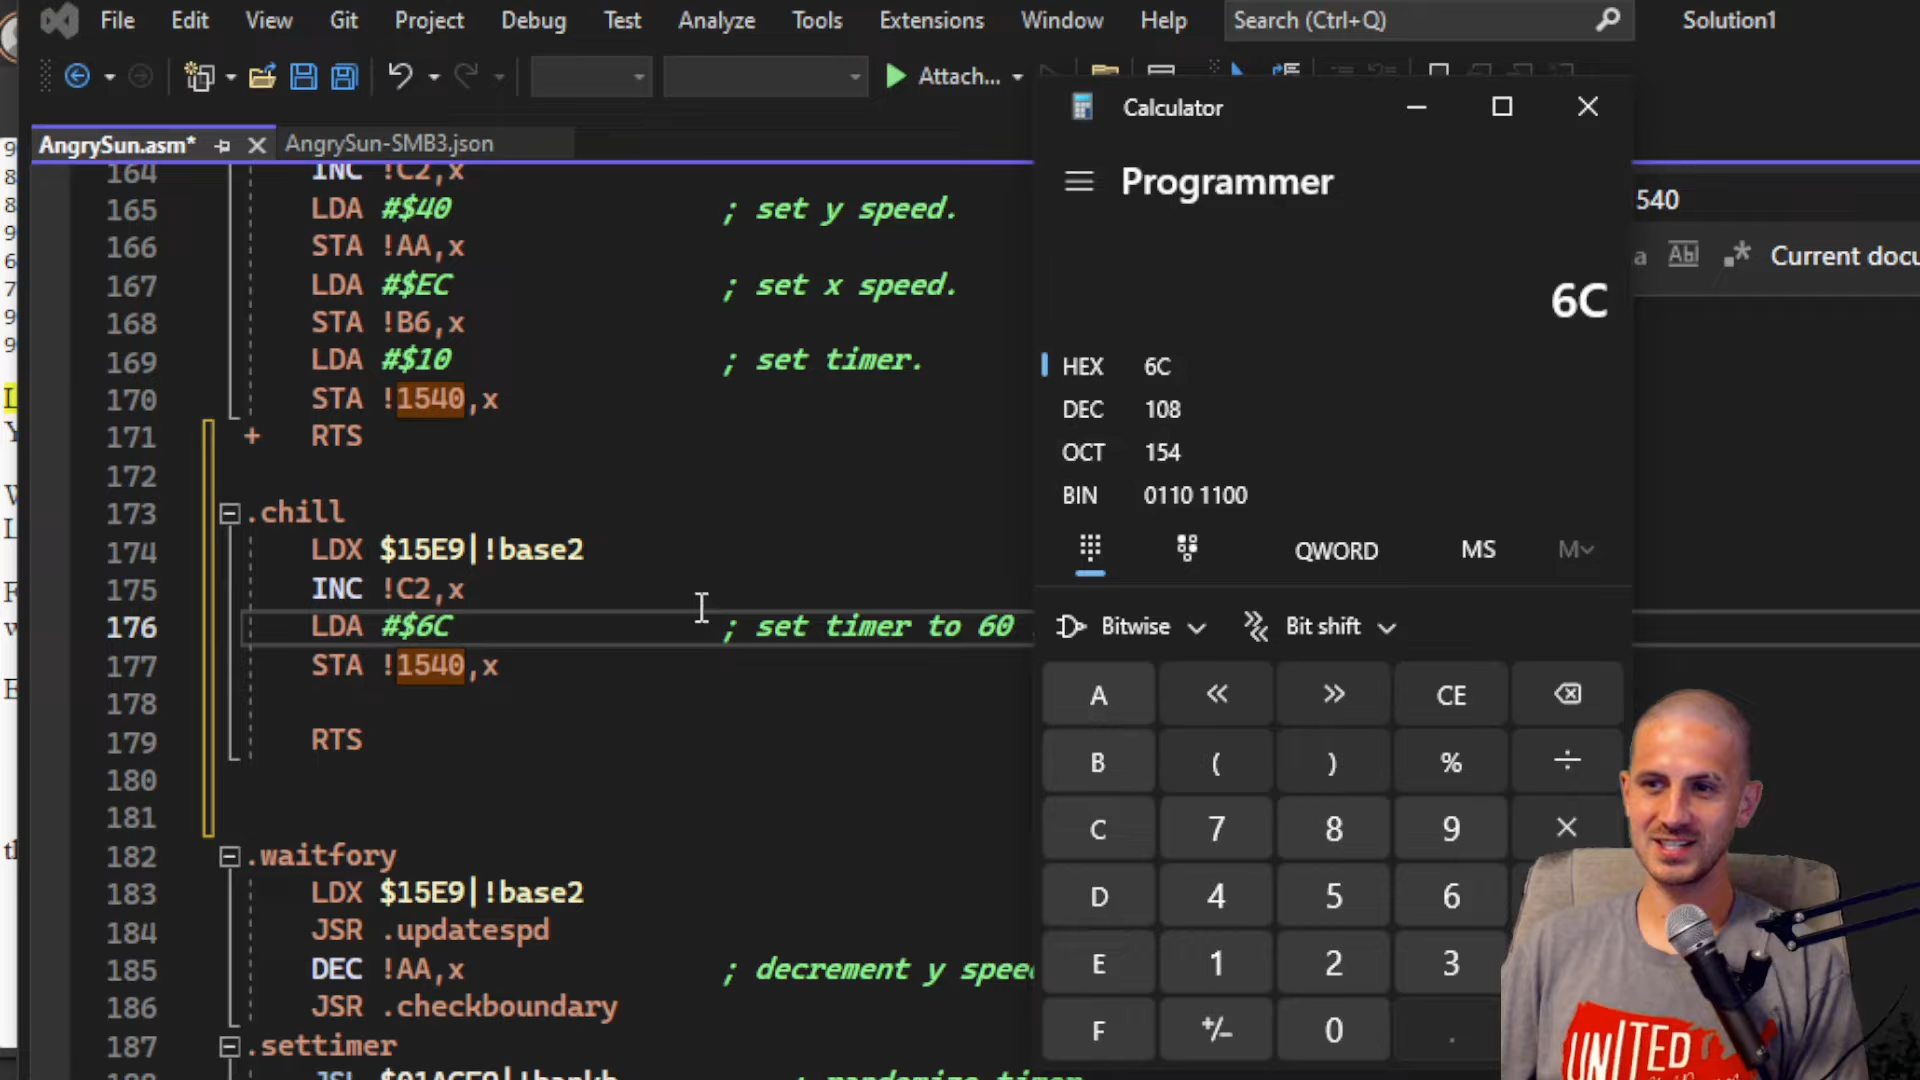 File Edit View Git Project Debug Test Analyze Tools Extensions Window Help Search (Ctrl+Q) Solution1
Attach...
AngrySun.asm* AngrySun-SMB3.json
164 INC !C2,x
165 LDA #$40 ; set y speed.
166 STA !AA,x
167 LDA #$EC ; set x speed.
168 STA !B6,x
169 LDA #$10 ; set timer.
170 STA !1540,x
171 + RTS
172
173 .chill
174 LDX $15E9|!base2
175 INC !C2,x
176 LDA #$6C ; set timer to 60
177 STA !1540,x
178
179 RTS
180
181
182 .waitfory
183 LDX $15E9|!base2
184 JSR .updatespd
185 DEC !AA,x ; decrement y spee
186 JSR .checkboundary
187 .settimer
Calculator
Programmer
6C
HEX 6C
DEC 108
OCT 154
BIN 0110 1100
QWORD MS M
Bitwise Bit shift
A << >> CE
B ( ) % ÷
C 7 8 9 ×
D 4 5 6
E 1 2 3
F +/- 0 .
540
Abl .* Current docu
UNITED